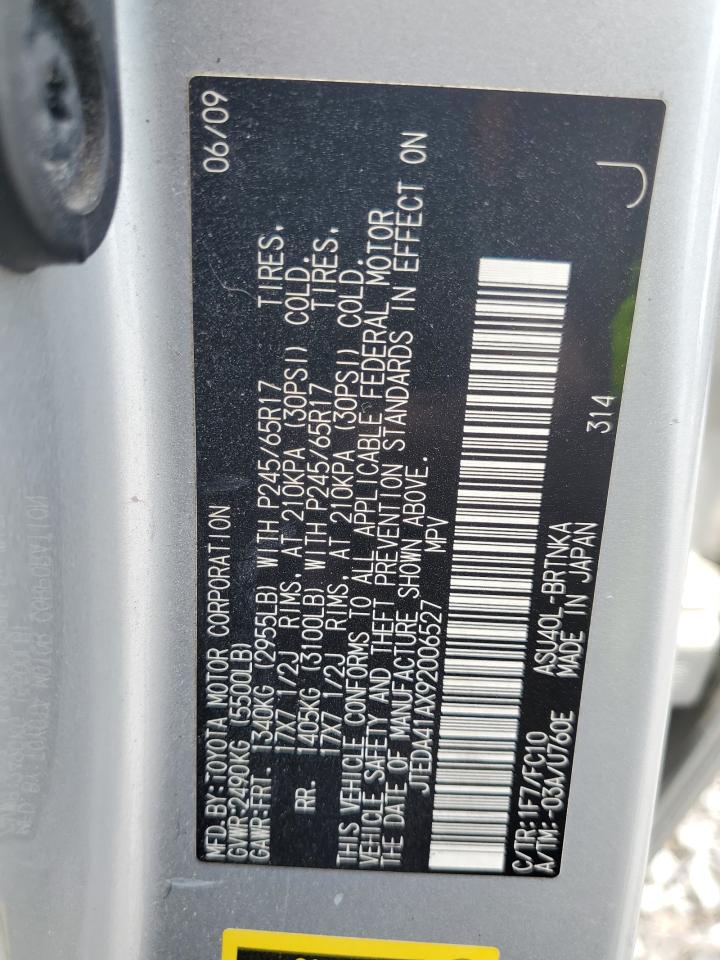 MFD.BY:TOYOTA MOTOR CORPORATION 06/09
GVWR:2490KG (5500LB)
GAWR:FRT. 1340KG (2955LB) WITH P245/65R17 TIRES,
17X7 1/2J RIMS, AT 210KPA (30PSI) COLD.
RR. 1405KG (3100LB) WITH P245/65R17 TIRES,
17X7 1/2J RIMS, AT 210KPA (30PSI) COLD.
THIS VEHICLE CONFORMS TO ALL APPLICABLE FEDERAL MOTOR
VEHICLE SAFETY AND THEFT PREVENTION STANDARDS IN EFFECT ON
THE DATE OF MANUFACTURE SHOWN ABOVE.
JTEDA41AX92006527 MPV
C/TR:1F7/FC10 ASU40L-BRTNKA 314 J
A/TM:-03A/U760E MADE IN JAPAN